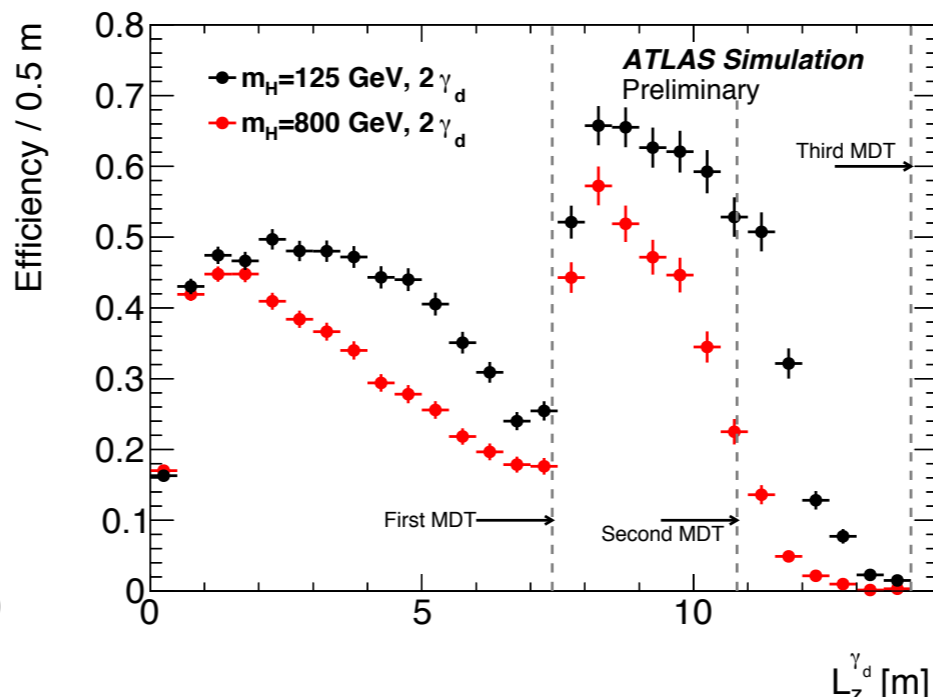 Efficiency / 0.5 m
0.8
0.7
0.6
0.5
0.4
0.3
0.2
0.1
0
m_H=125 GeV, 2 γ_d
m_H=800 GeV, 2 γ_d
ATLAS Simulation
Preliminary
Third MDT
First MDT
Second MDT
0 5 10
L_z^γ_d [m]